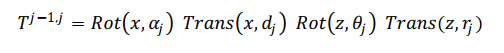 T^{j−1,j} = Rot(x, α_j) Trans(x, d_j) Rot(z, θ_j) Trans(z, r_j)